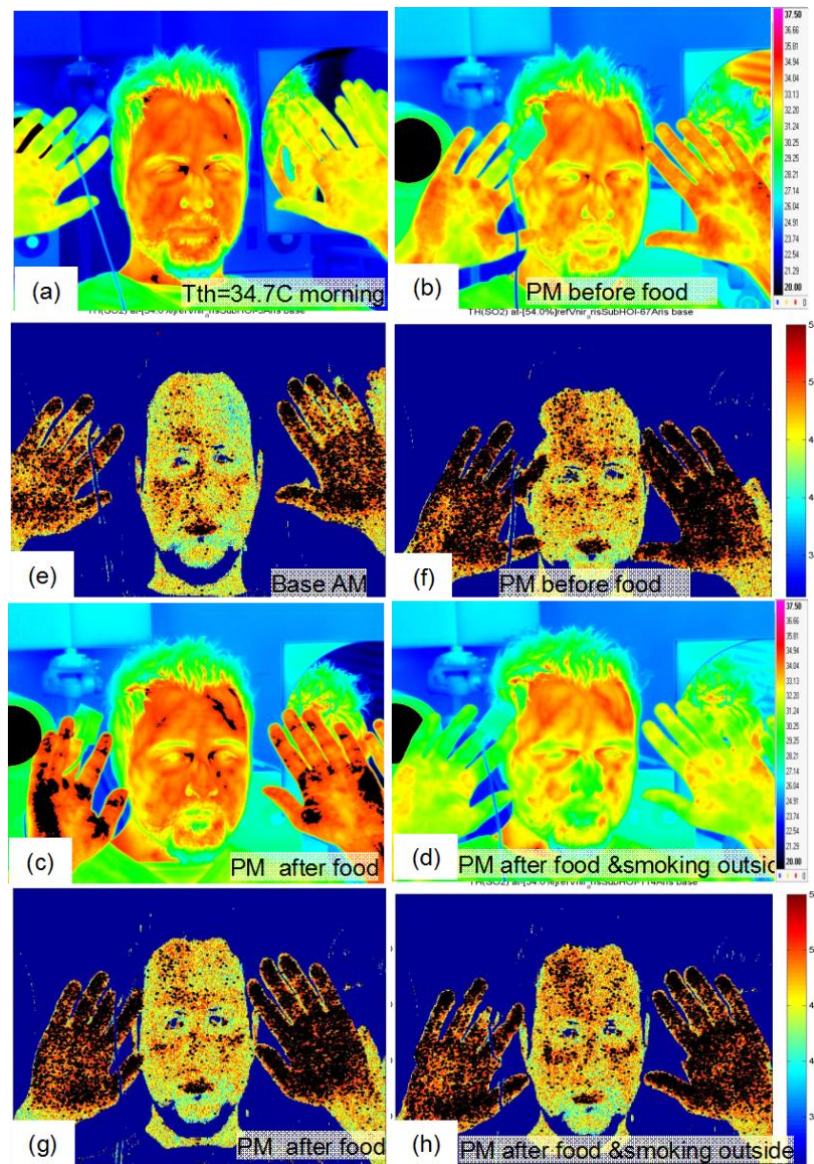 (a)
Tth=34.7C morning
(b)
PM before food
37.50
36.66
35.81
34.94
34.04
33.13
32.20
31.24
30.25
29.25
28.21
27.14
26.04
24.91
23.74
22.54
21.29
20.00
(e)
Base AM
(f)
PM before food
5
5
4
4
3
(c)
PM after food
(d)
PM after food &smoking outsid
37.50
36.66
35.81
34.94
34.04
33.13
32.20
31.24
30.25
29.25
28.21
27.14
26.04
24.91
23.74
22.54
21.29
20.00
(g)
PM after food
(h)
PM after food &smoking outside
5
4
4
4
3